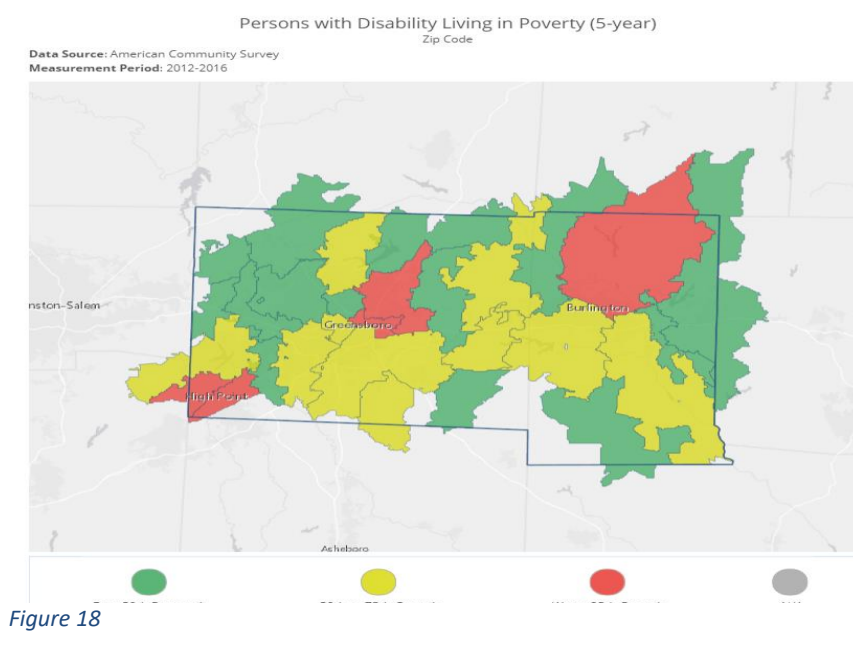 Persons with Disability Living in Poverty (5-year)
Zip Code
Data Source: American Community Survey
Measurement Period: 2012-2016
nston-Salem
Burlington
Greensboro
High Point
Asheboro
Figure 18